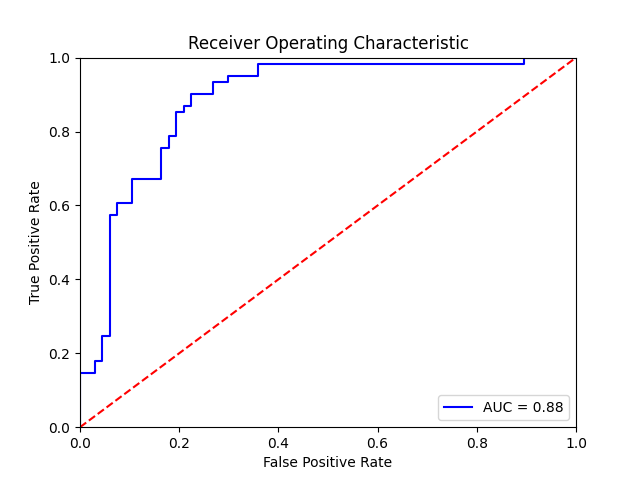 Receiver Operating Characteristic
True Positive Rate
1.0
0.8
0.6
0.4
0.2
0.0
0.0 0.2 0.4 0.6 0.8 1.0
False Positive Rate
AUC = 0.88